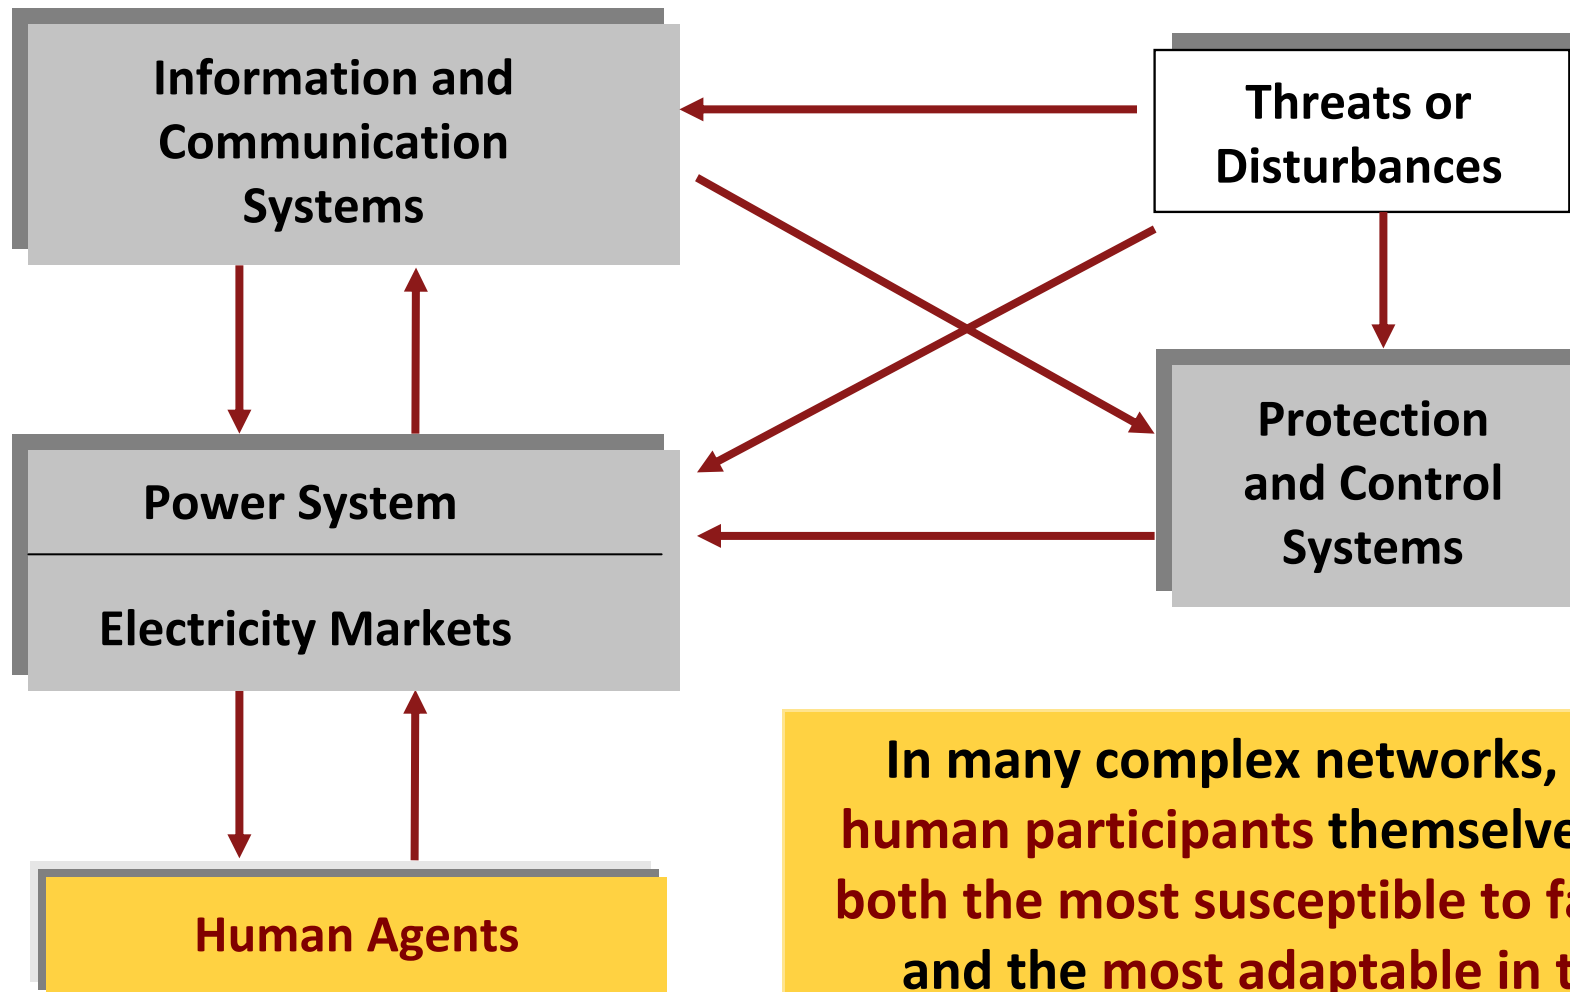 Information and
Communication
Systems
Threats or
Disturbances
Protection
and Control
Systems
Power System
Electricity Markets
Human Agents
In many complex networks,
human participants
both the most susceptible to
and the most adaptable in